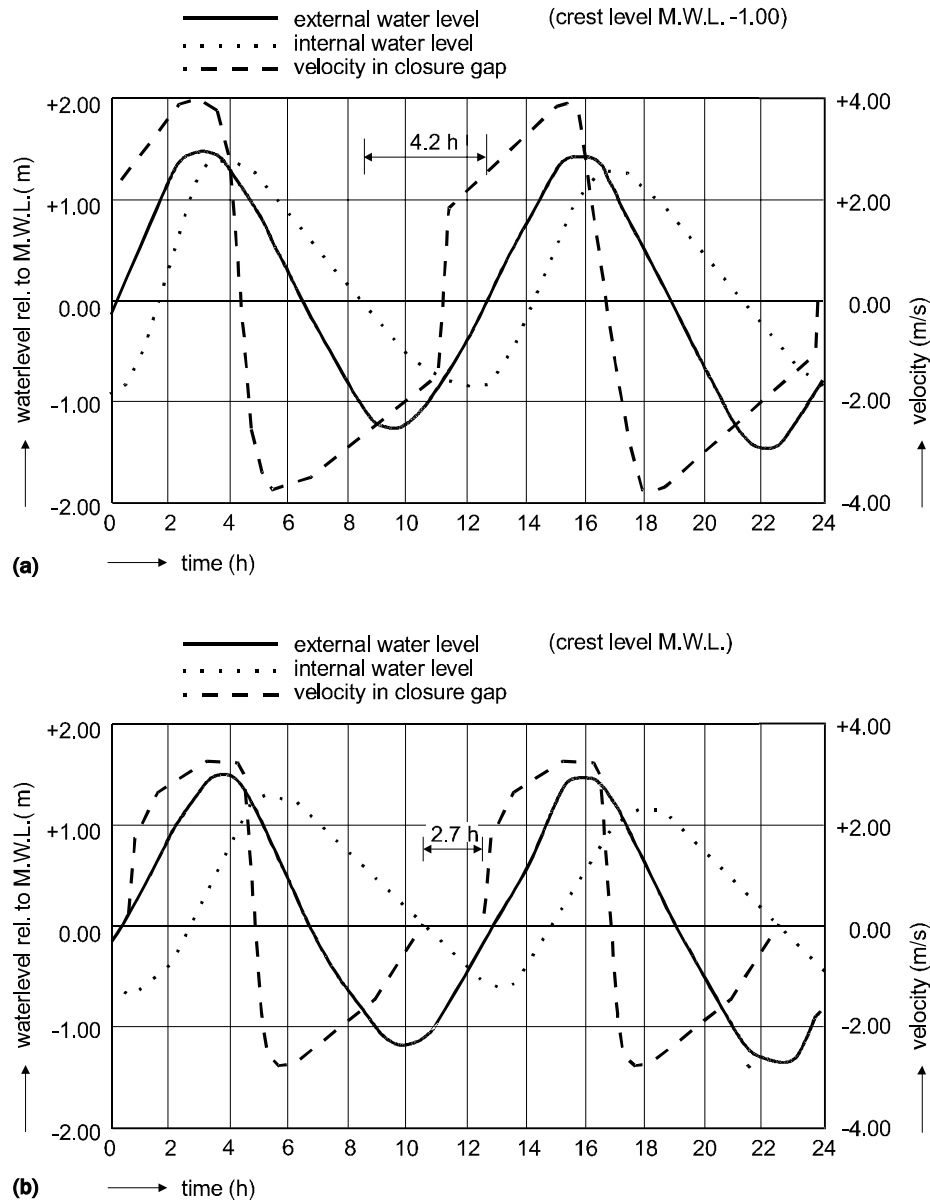 external water level (crest level M.W.L. -1.00)
internal water level
velocity in closure gap
+2.00 +4.00
4.2 h
+1.00 +2.00
0.00 0.00
-1.00 -2.00
-2.00 -4.00
waterlevel rel. to M.W.L.( m)
velocity (m/s)
0 2 4 6 8 10 12 14 16 18 20 22 24
(a) time (h)
external water level (crest level M.W.L.)
internal water level
velocity in closure gap
+2.00 +4.00
+1.00 +2.00
2.7 h
0.00 0.00
-1.00 -2.00
-2.00 -4.00
waterlevel rel. to M.W.L.( m)
velocity (m/s)
0 2 4 6 8 10 12 14 16 18 20 22 24
(b) time (h)